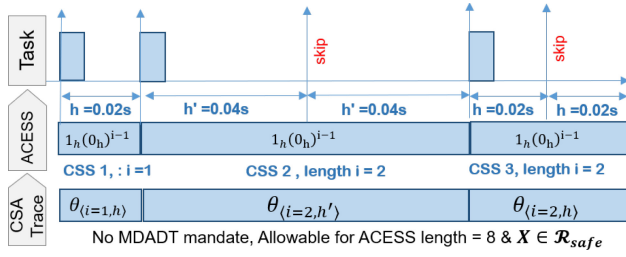 Task
skip
skip
h =0.02s
h' =0.04s
h' =0.04s
h =0.02s
h =0.02s
ACESS
1ₕ(0ₕ)ⁱ⁻¹
1ₕ(0ₕ)ⁱ⁻¹
1ₕ(0ₕ)ⁱ⁻¹
CSS 1, : i =1
CSS 2 , length i = 2
CSS 3, length i = 2
CSA Trace
θ⟨i=1,h⟩
θ⟨i=2,h'⟩
θ⟨i=2,h⟩
No MDADT mandate, Allowable for ACESS length = 8 & X ∈ ℛsafe